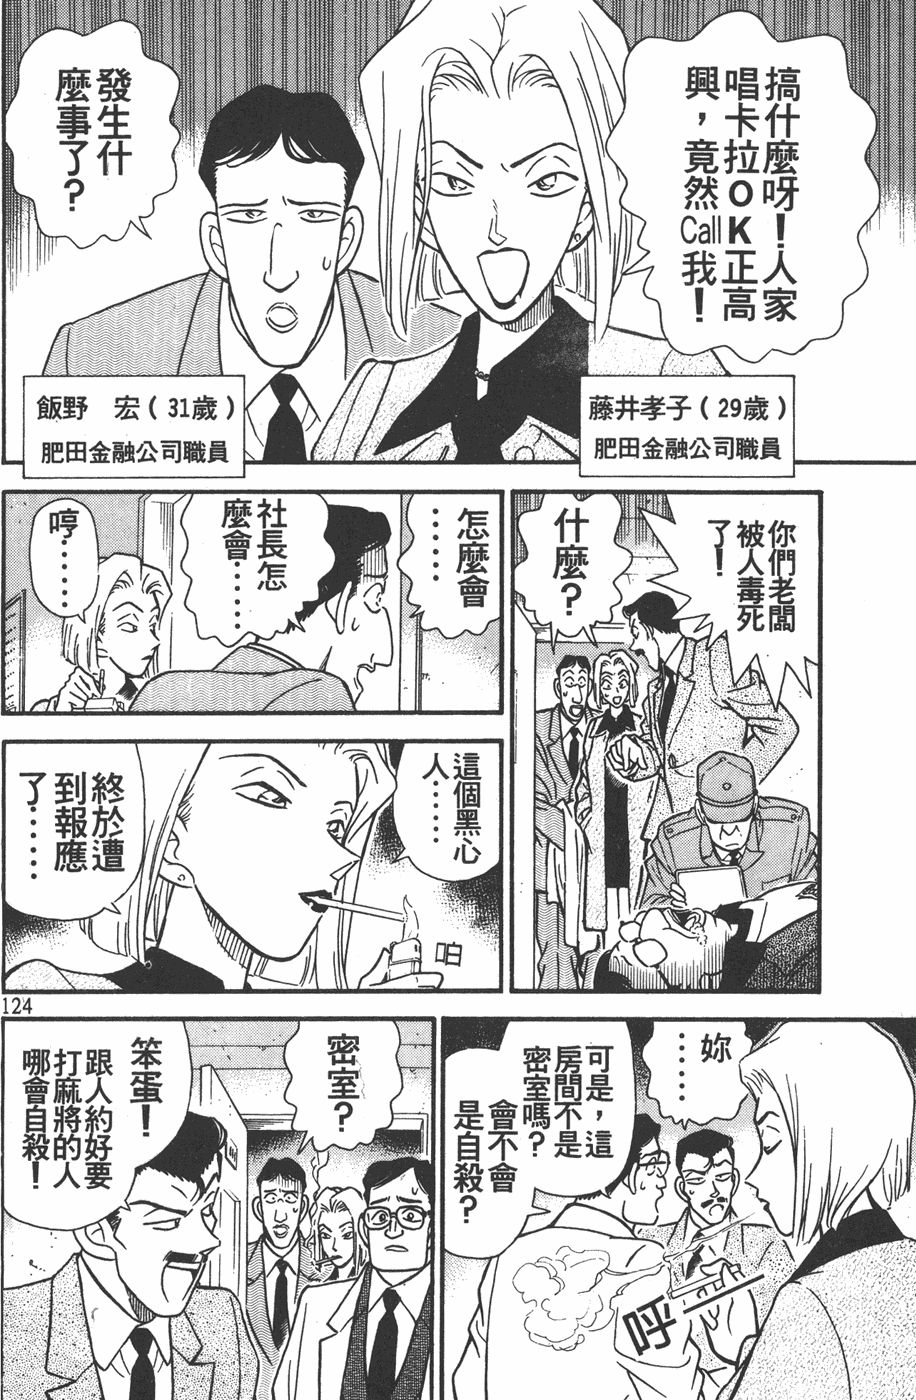 搞什麼呀！人家
唱卡拉OK正高
興，竟然Call我！
發生什
麼事了？
藤井孝子（29歲）
肥田金融公司職員
飯野　宏（31歲）
肥田金融公司職員
你們老闆
被人毒死
了！
什麼？
怎麼會
……
社長怎
麼會……
哼……
這個黑心
人……
終於遭
到報應
了……
啪
124
妳
……
可是，這
房間不是
密室嗎？
會不會
是自殺？
呼
密室？
笨蛋！
跟人約好要
打麻將的人
哪會自殺！